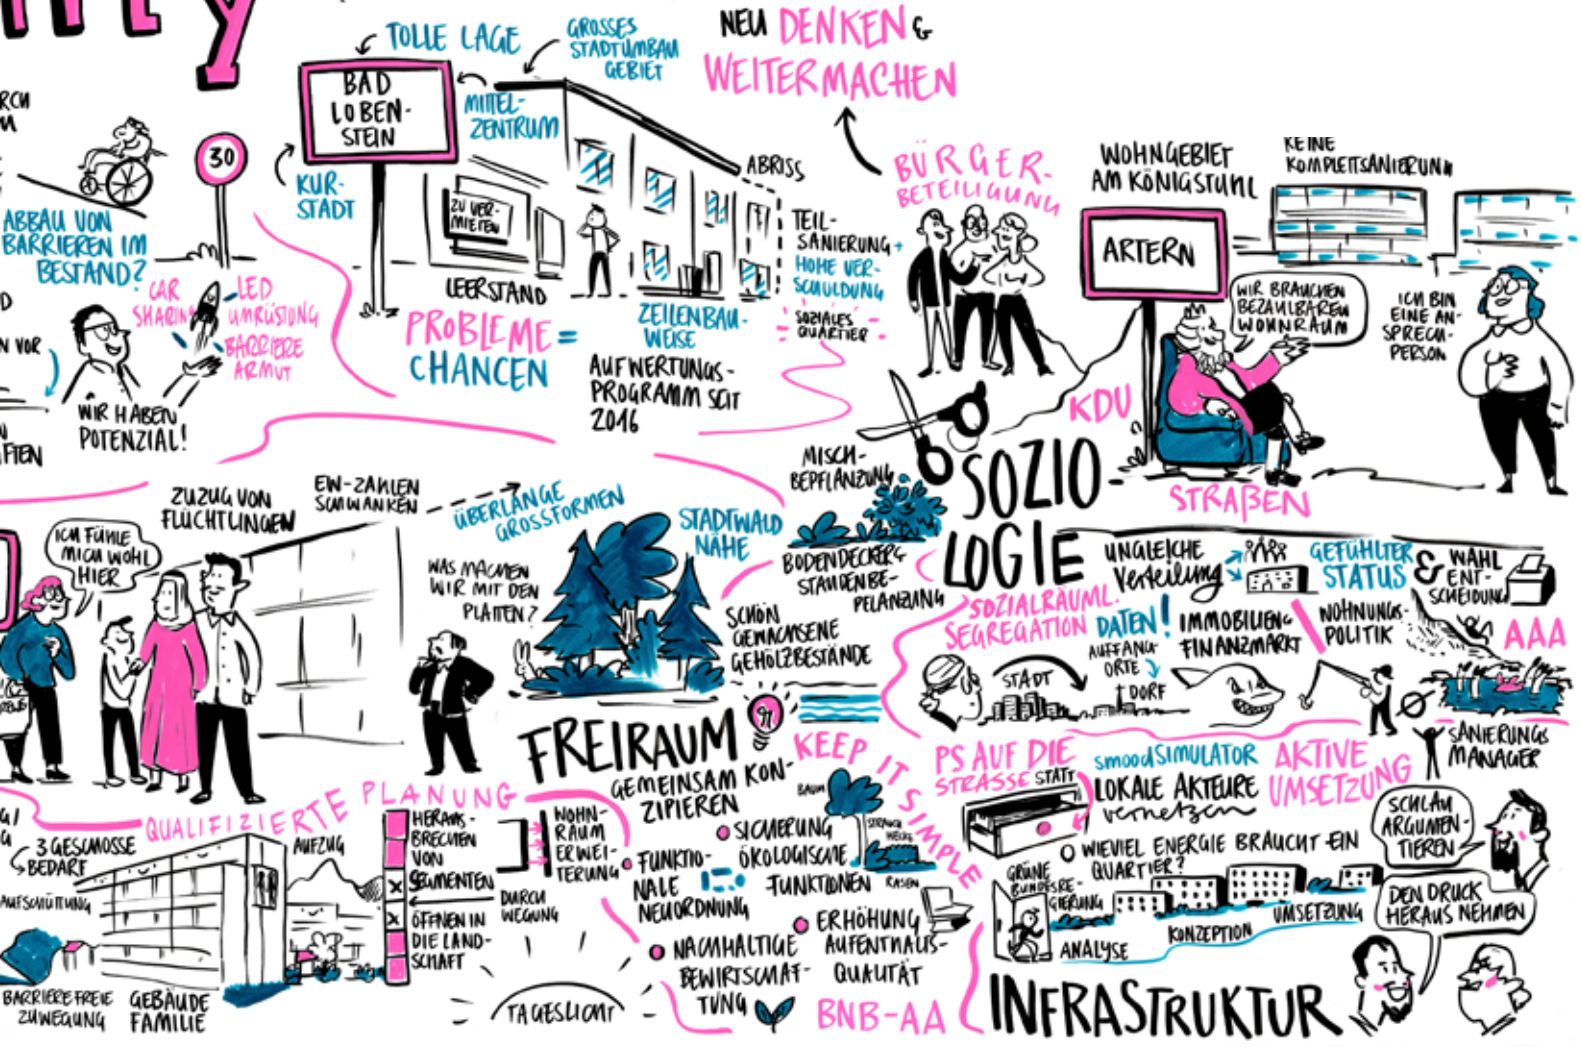 TOLLE LAGE
GROSSES
STADTUMBAU
GEBIET
BAD
LOBEN-
STEIN
MITTEL-
ZENTRUM
KUR-
STADT
ZU VER-
MIETEN
LEERSTAND
ABRISS
TEIL-
SANIERUNG +
HOHE VER-
SCHULDUNG
SOZIALES
QUARTIER
ZEILENBAU-
WEISE
PROBLEME =
CHANCEN
AUFWERTUNGS-
PROGRAMM SEIT
2016
NEU DENKEN &
WEITERMACHEN
BÜRGER-
BETEILIGUNG
WOHNGEBIET
AM KÖNIGSTUHL
KEINE
KOMPLETTSANIERUNG
ARTERN
WIR BRAUCHEN
BEZAHLBAREN
WOHNRAUM
ICH BIN
EINE AN-
SPRECH-
PERSON
KDU
STRAßEN
30
ABBAU VON
BARRIEREN IM
BESTAND?
CAR
SHARING
LED
UMRÜSTUNG
BARRIERE
ARMUT
N VOR
WIR HABEN
POTENZIAL!
FTEN
ZUZUG VON
FLÜCHTLINGEN
EW-ZAHLEN
SCHWANKEN
ÜBERLANGE
GROSSFORMEN
ICH FÜHLE
MICH WOHL
HIER
WAS MACHEN
WIR MIT DEN
PLATTEN?
STADTWALD
NÄHE
MISCH-
BEPFLANZUNG
BODENDECKER &
STAUDENBE-
PFLANZUNG
SCHÖN
GEWACHSENE
GEHÖLZBESTÄNDE
FREIRAUM
GEMEINSAM KON-
ZIPIEREN
SICHERUNG
ÖKOLOGISCHE
FUNKTIONEN
FUNKTIO-
NALE
NEUORDNUNG
ERHÖHUNG
AUFENTHALTS-
QUALITÄT
NACHHALTIGE
BEWIRTSCHAF-
TUNG
BNB-AA
KEEP IT SIMPLE
BAUM
STRAUCH
HECKE
RASEN
QUALIFIZIERTE PLANUNG
3 GESCHOSSE
BEDARF
AUFSCHÜTTUNG
AUFZUG
BARRIEREFREIE
ZUWEGUNG
GEBÄUDE
FAMILIE
HERAUS-
BRECHEN
VON
SEGMENTEN
X
X
ÖFFNEN IN
DIE LAND-
SCHAFT
WOHN-
RAUM
ERWEI-
TERUNG
DURCH
WEGUNG
TAGESLICHT
SOZIO-
LOGIE
UNGLEICHE
Verteilung
GEFÜHLTER
STATUS
& WAHL
ENT-
SCHEIDUNG
SOZIALRÄUML.
SEGREGATION
DATEN!
AUFFANG
ORTE
STADT
DORF
IMMOBILIEN &
FINANZMARKT
WOHNUNGS-
POLITIK
AAA
PS AUF DIE
STRASSE STATT
smood SIMULATOR
LOKALE AKTEURE
vernetzen
AKTIVE
UMSETZUNG
SANIERUNGS
MANAGER
WIEVIEL ENERGIE BRAUCHT EIN
QUARTIER?
GRÜNE
BUNDESRE-
GIERUNG
ANALYSE
KONZEPTION
UMSETZUNG
SCHLAU
ARGUMEN-
TIEREN
DEN DRUCK
HERAUS NEHMEN
INFRASTRUKTUR